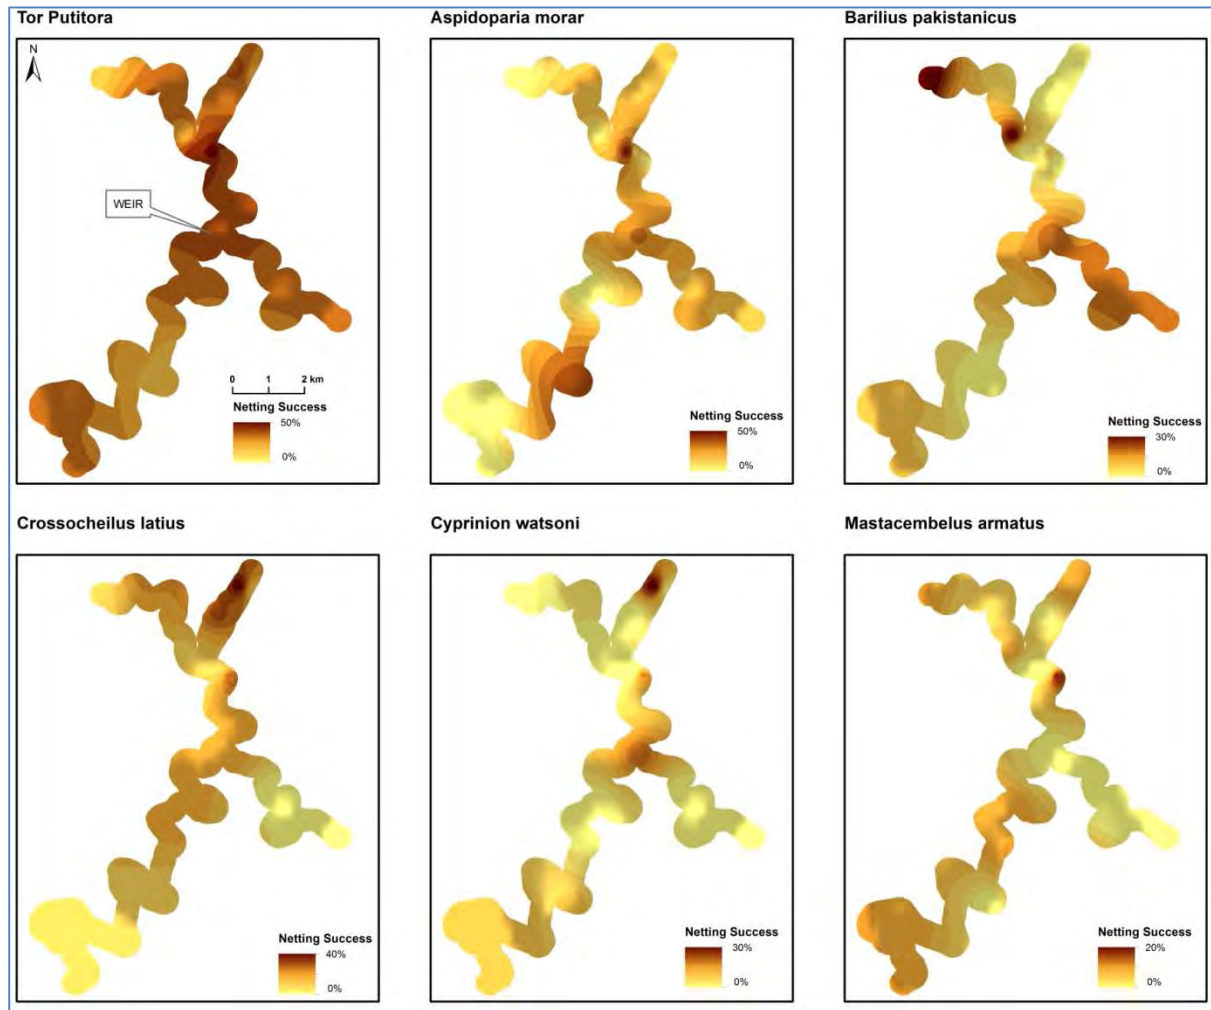 Tor Putitora
N
WEIR
0 1 2 km
Netting Success
50%
0%
Aspidoparia morar
Netting Success
50%
0%
Barilius pakistanicus
Netting Success
30%
0%
Crossocheilus latius
Netting Success
40%
0%
Cyprinion watsoni
Netting Success
30%
0%
Mastacembelus armatus
Netting Success
20%
0%